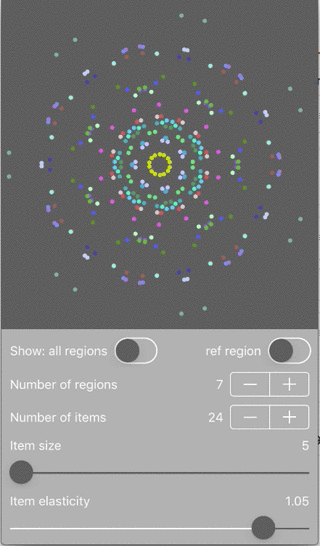 Show: all regions ref region
Number of regions 7 — +
Number of items 24 — +
Item size 5
Item elasticity 1.05